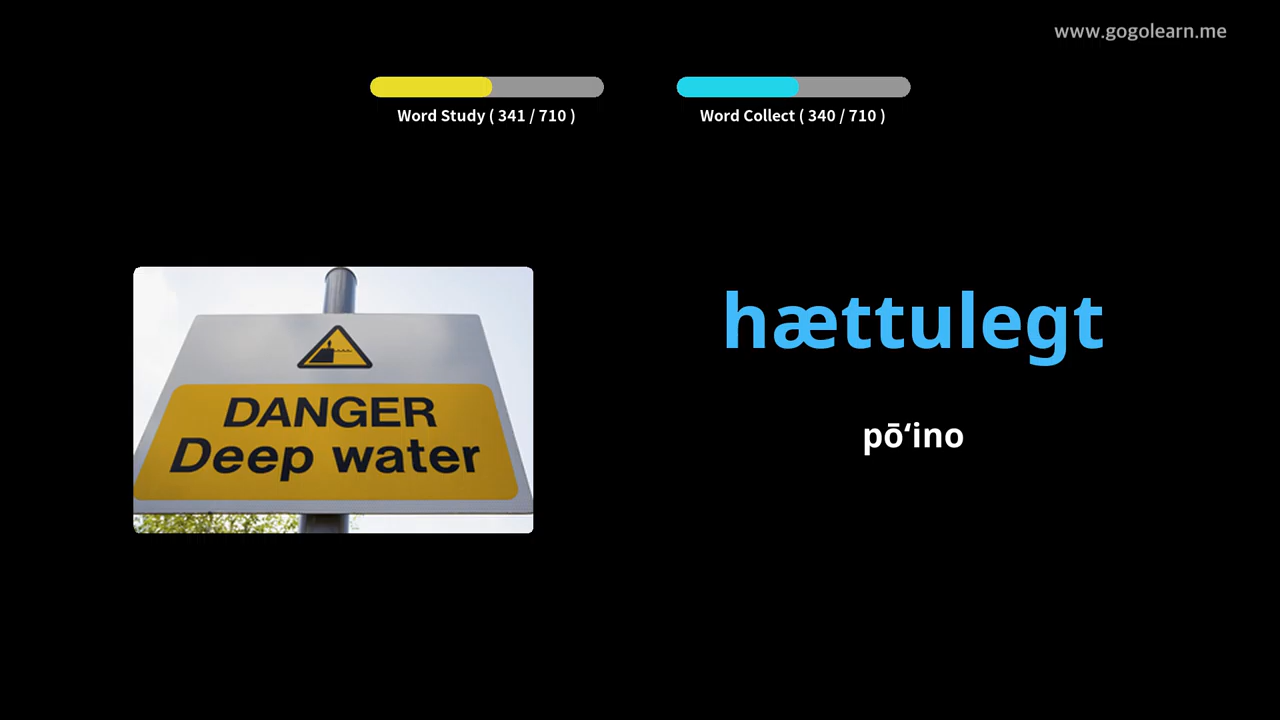 www.gogolearn.me
Word Study ( 341 / 710 )
Word Collect ( 340 / 710 )
DANGER
Deep water
hættulegt
pōʻino